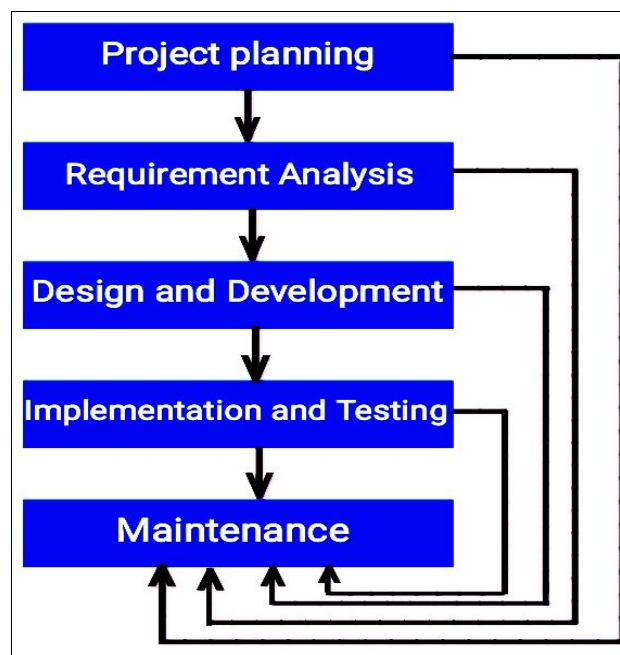 Project planning
Requirement Analysis
Design and Development
Implementation and Testing
Maintenance